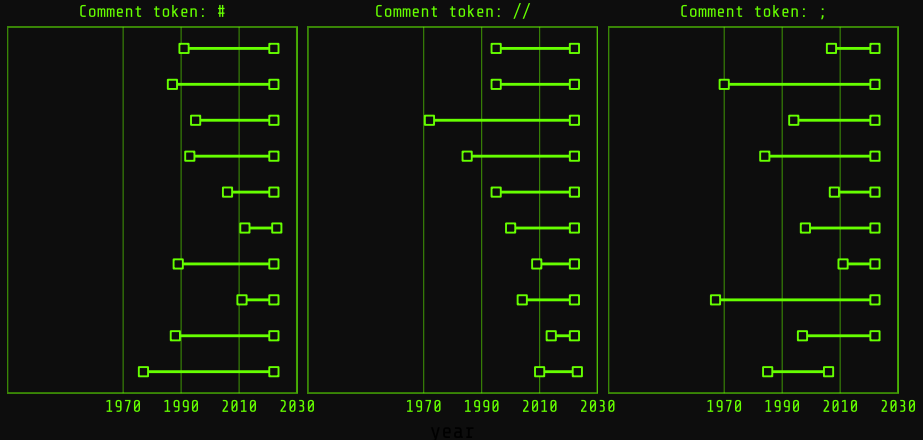 Comment token: #
Comment token: //
Comment token: ;
1970 1990 2010 2030
1970 1990 2010 2030
1970 1990 2010 2030
year